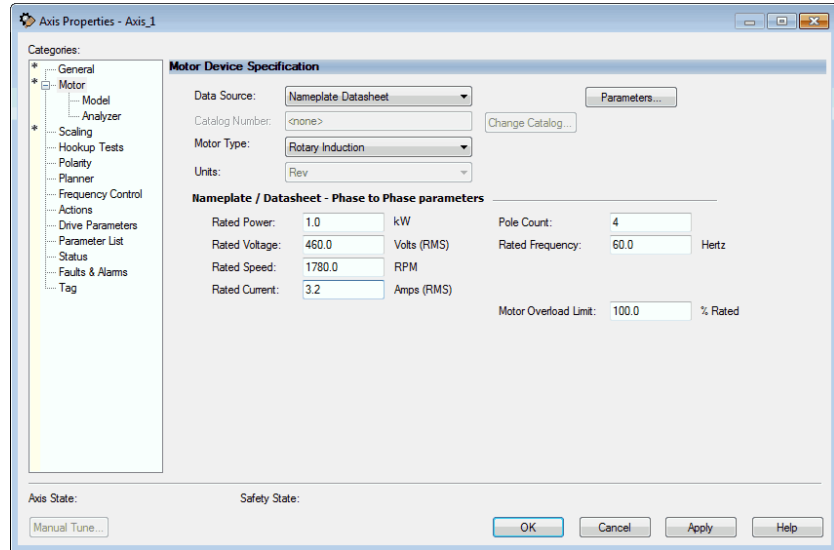 Axis Properties - Axis_1
Categories:
* General
* Motor
Model
Analyzer
* Scaling
Hookup Tests
Polarity
Planner
Frequency Control
Actions
Drive Parameters
Parameter List
Status
Faults & Alarms
Tag
Motor Device Specification
Data Source: Nameplate Datasheet Parameters...
Catalog Number: <none> Change Catalog...
Motor Type: Rotary Induction
Units: Rev
Nameplate / Datasheet - Phase to Phase parameters
Rated Power: 1.0 kW Pole Count: 4
Rated Voltage: 460.0 Volts (RMS) Rated Frequency: 60.0 Hertz
Rated Speed: 1780.0 RPM
Rated Current: 3.2 Amps (RMS)
Motor Overload Limit: 100.0 % Rated
Axis State: Safety State:
Manual Tune... OK Cancel Apply Help